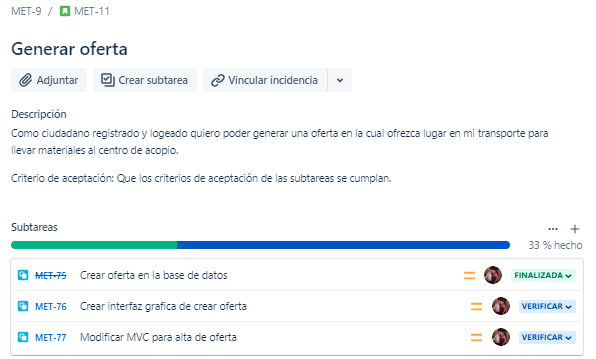 MET-9 / MET-11
Generar oferta
Adjuntar Crear subtarea Vincular incidencia
Descripción
Como ciudadano registrado y logeado quiero poder generar una oferta en la cual ofrezca lugar en mi transporte para
llevar materiales al centro de acopio.
Criterio de aceptación: Que los criterios de aceptación de las subtareas se cumplan.
Subtareas
33 % hecho
MET-75 Crear oferta en la base de datos FINALIZADA
MET-76 Crear interfaz grafica de crear oferta VERIFICAR
MET-77 Modificar MVC para alta de oferta VERIFICAR